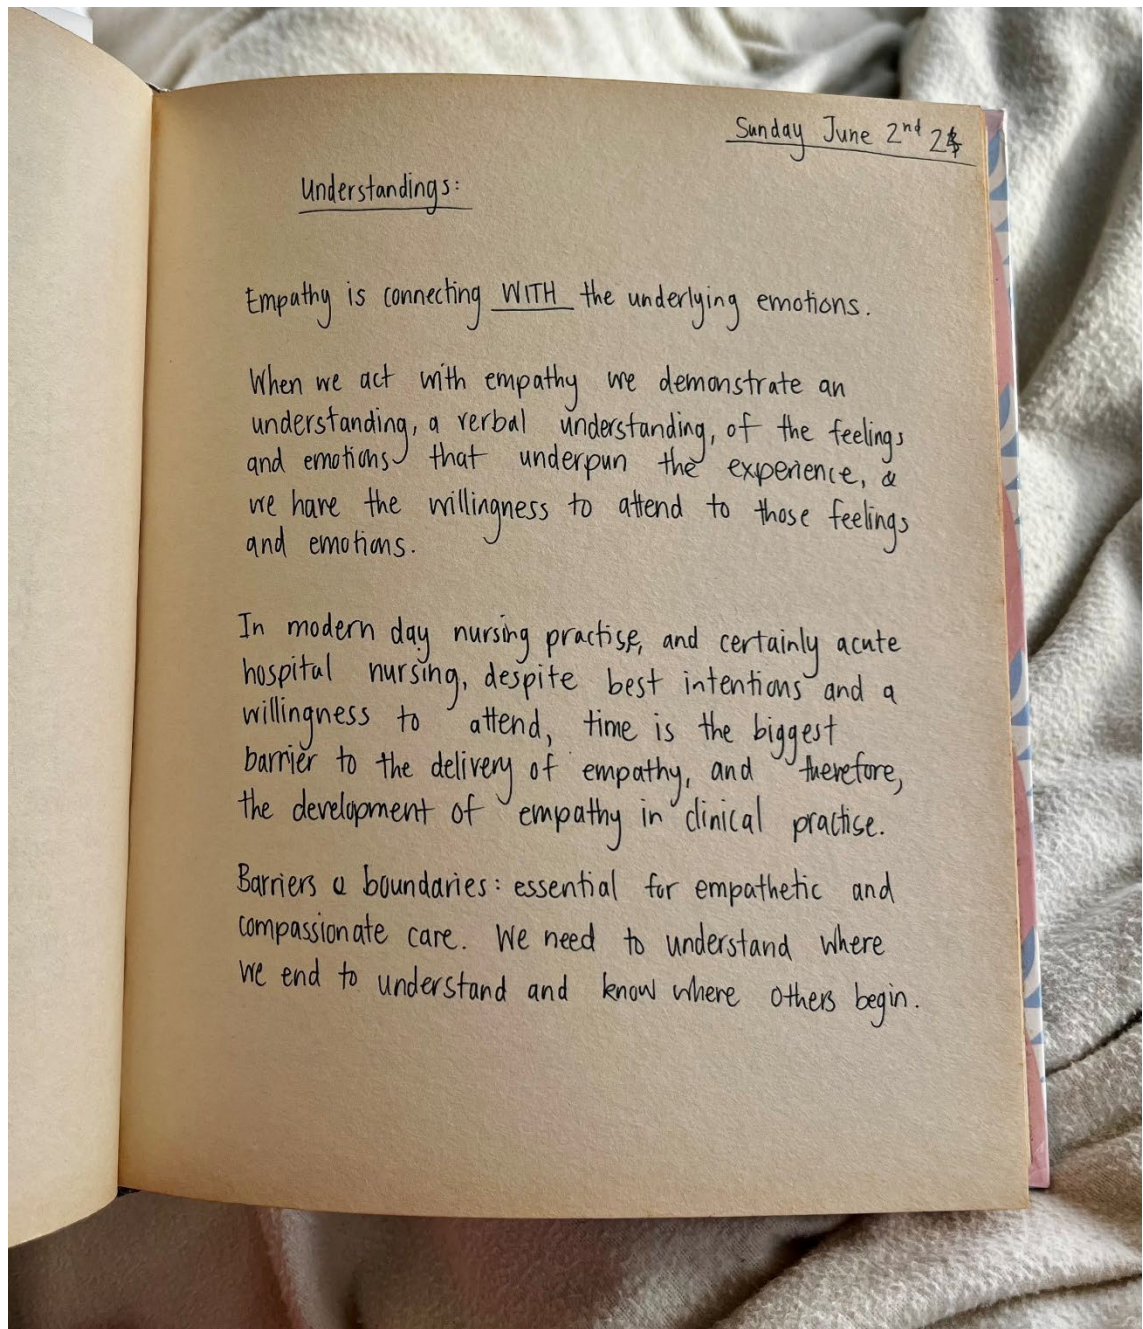 Sunday June 2nd 24
Understandings:
Empathy is connecting WITH the underlying emotions.
When we act with empathy we demonstrate an
understanding, a verbal understanding, of the feelings
and emotions that underpun the experience, &
we have the willingness to attend to those feelings
and emotions.
In modern day nursing practise, and certainly acute
hospital nursing, despite best intentions and a
willingness to attend, time is the biggest
barrier to the delivery of empathy, and therefore,
the development of empathy in clinical practise.
Barriers & boundaries: essential for empathetic and
compassionate care. We need to understand where
we end to understand and know where others begin.